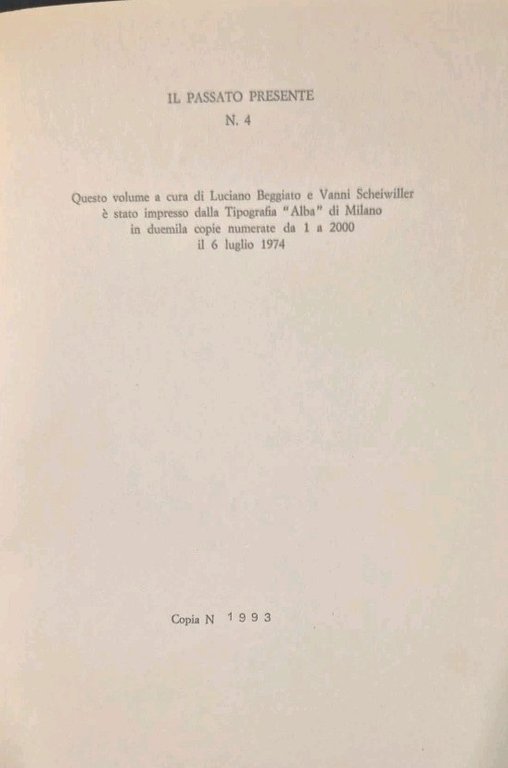 IL PASSATO PRESENTE
N. 4
Questo volume a cura di Luciano Beggiato e Vanni Scheiwiller
è stato impresso dalla Tipografia "Alba" di Milano
in duemila copie numerate da 1 a 2000
il 6 luglio 1974
Copia N 1993